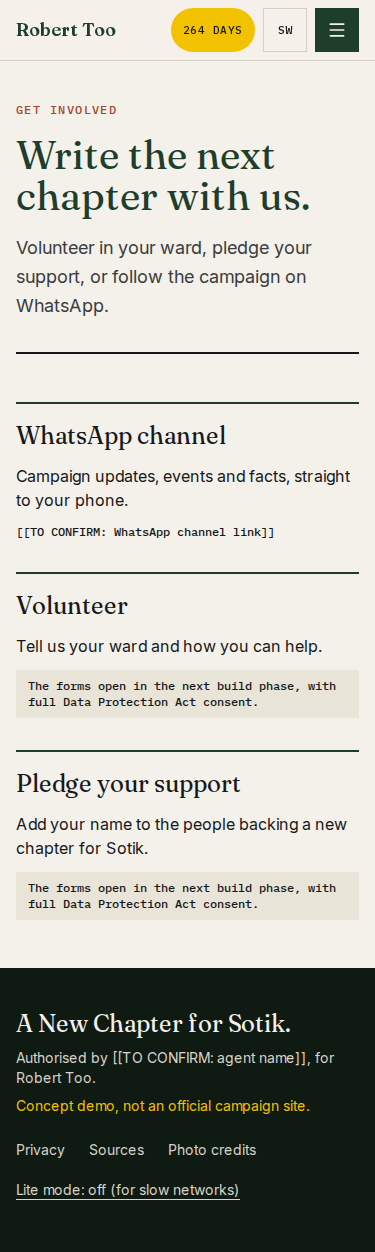 Robert Too
264 DAYS
SW
GET INVOLVED
Write the next
chapter with us.
Volunteer in your ward, pledge your
support, or follow the campaign on
WhatsApp.
WhatsApp channel
Campaign updates, events and facts, straight
to your phone.
[[TO CONFIRM: WhatsApp channel link]]
Volunteer
Tell us your ward and how you can help.
The forms open in the next build phase, with
full Data Protection Act consent.
Pledge your support
Add your name to the people backing a new
chapter for Sotik.
The forms open in the next build phase, with
full Data Protection Act consent.
A New Chapter for Sotik.
Authorised by [[TO CONFIRM: agent name]], for
Robert Too.
Concept demo, not an official campaign site.
Privacy Sources Photo credits
Lite mode: off (for slow networks)